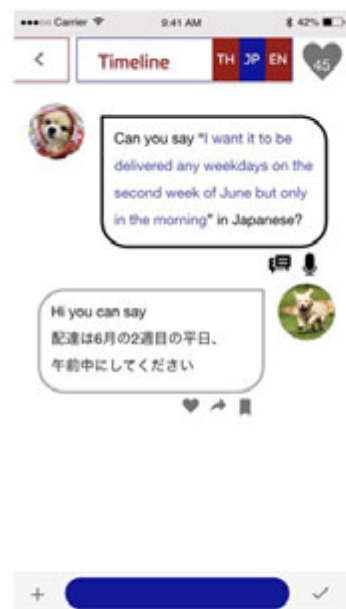 Carrier 9:41 AM 42%
Timeline TH JP EN 45
Can you say "I want it to be
delivered any weekdays on the
second week of June but only
in the morning" in Japanese?
Hi you can say
配達は6月の2週目の平日、
午前中にしてください